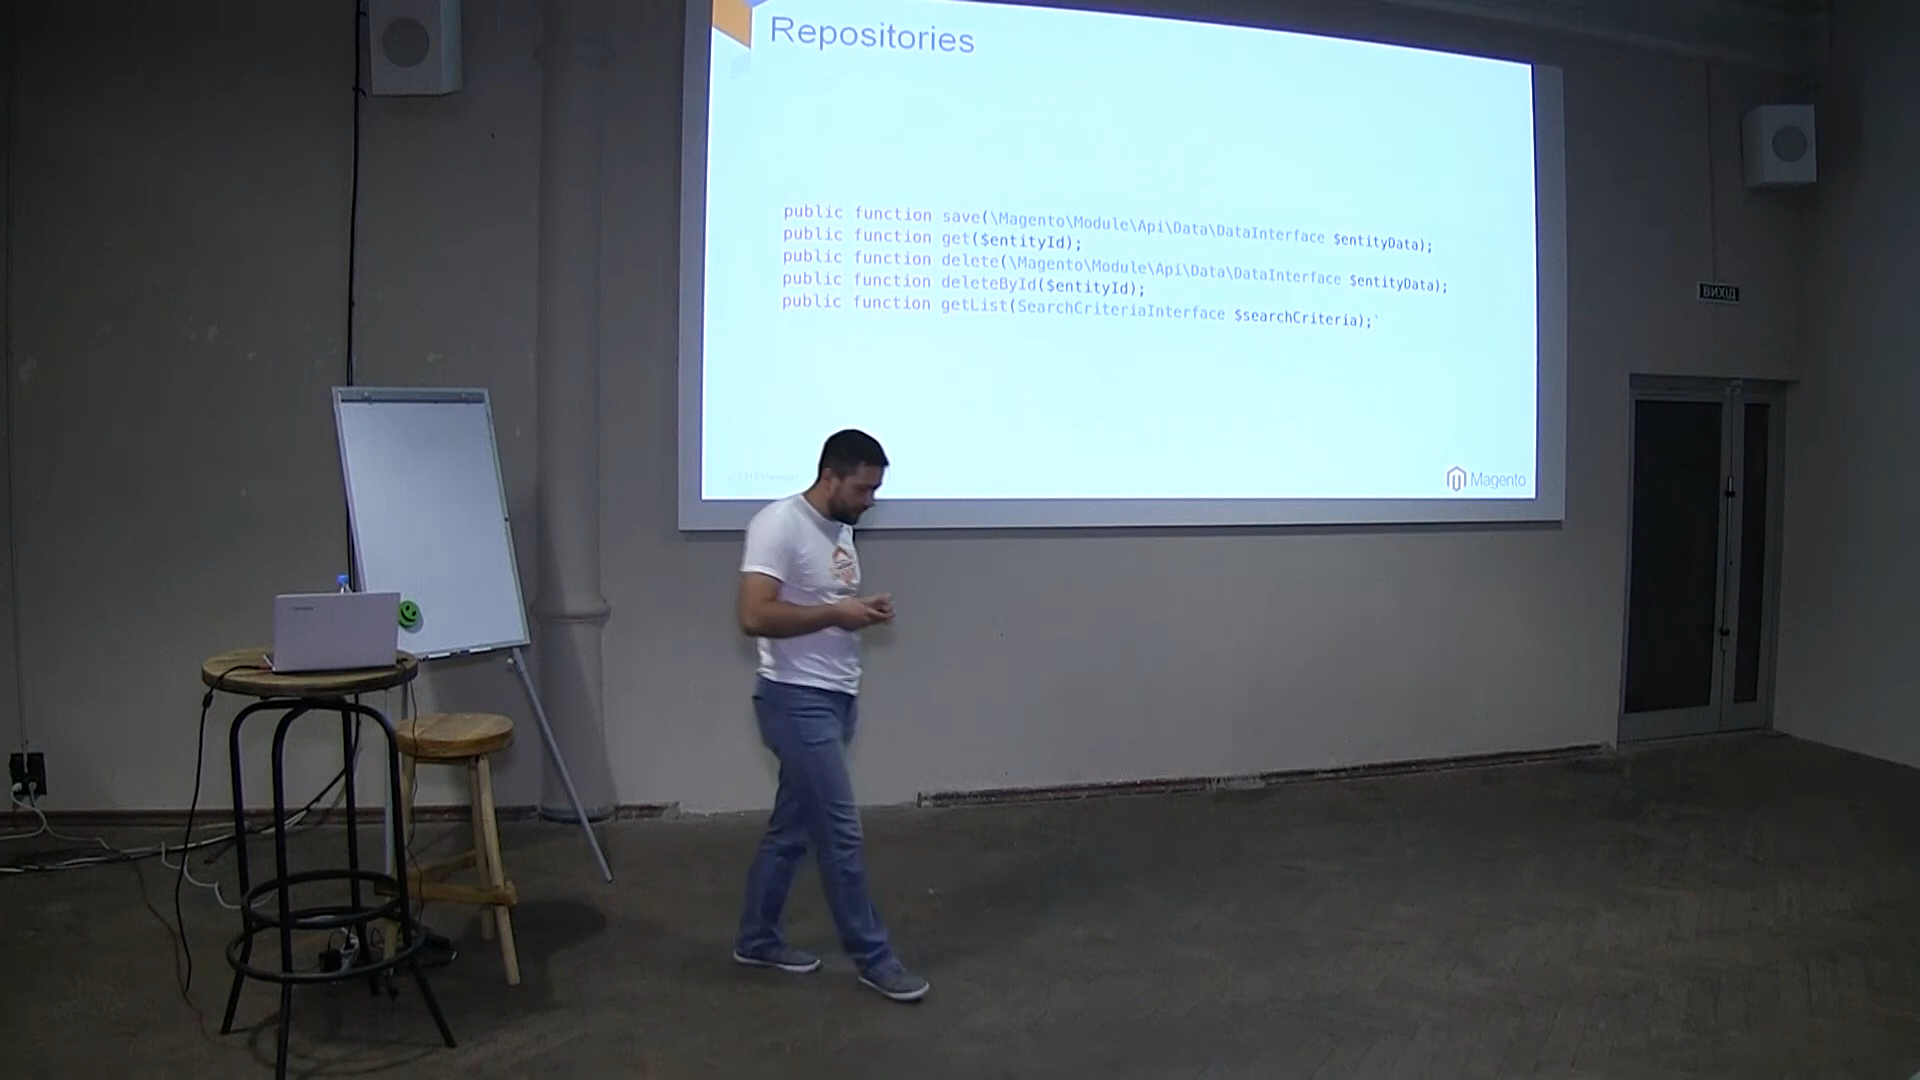 Repositories
public function save(\Magento\Module\Api\Data\DataInterface $entityData);
public function get($entityId);
public function delete(\Magento\Module\Api\Data\DataInterface $entityData);
public function deleteById($entityId);
public function getList(SearchCriteriaInterface $searchCriteria);`
Magento
ВИХІД